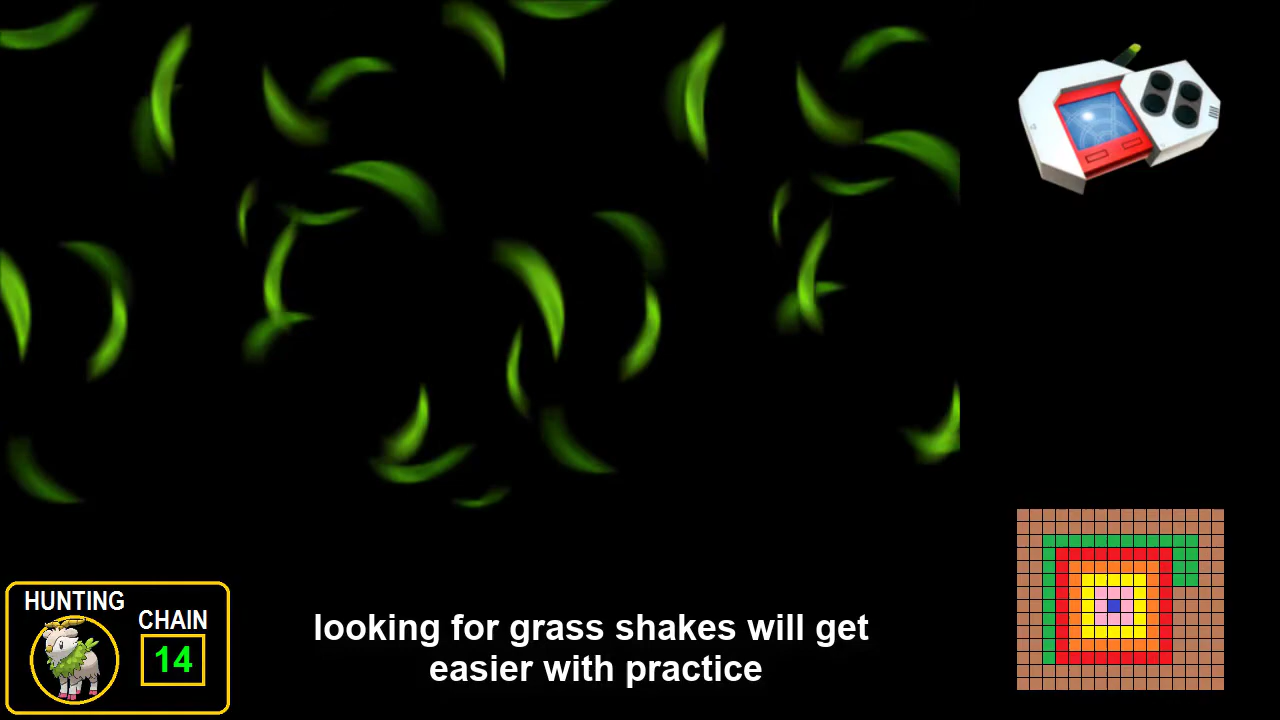 HUNTING
CHAIN
14
looking for grass shakes will get
easier with practice